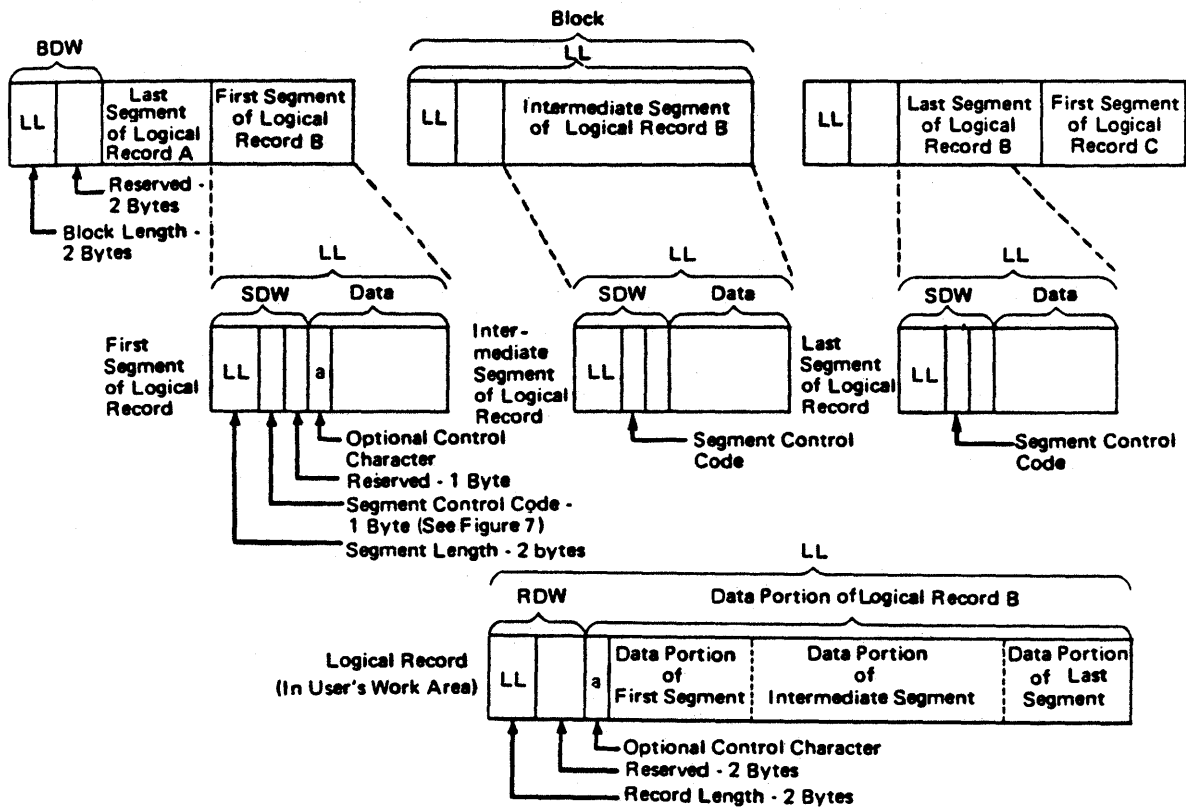 Block
BDW
LL
LL
Last
Segment
of Logical
Record A
First Segment
of Logical
Record B
LL
Intermediate Segment
of Logical Record B
LL
Last Segment
of Logical
Record B
First Segment
of Logical
Record C
Reserved -
2 Bytes
Block Length -
2 Bytes
LL
SDW
Data
First
Segment
of Logical
Record
LL
a
Optional Control
Character
Reserved - 1 Byte
Segment Control Code -
1 Byte (See Figure 7)
Segment Length - 2 bytes
LL
SDW
Data
Inter-
mediate
Segment
of Logical
Record
LL
Segment Control
Code
LL
SDW
Data
Last
Segment
of Logical
Record
LL
Segment Control
Code
LL
RDW
Data Portion of Logical Record B
Logical Record
(In User's Work Area)
LL
a
Data Portion
of
First Segment
Data Portion
of
Intermediate Segment
Data Portion
of Last
Segment
Optional Control Character
Reserved - 2 Bytes
Record Length - 2 Bytes